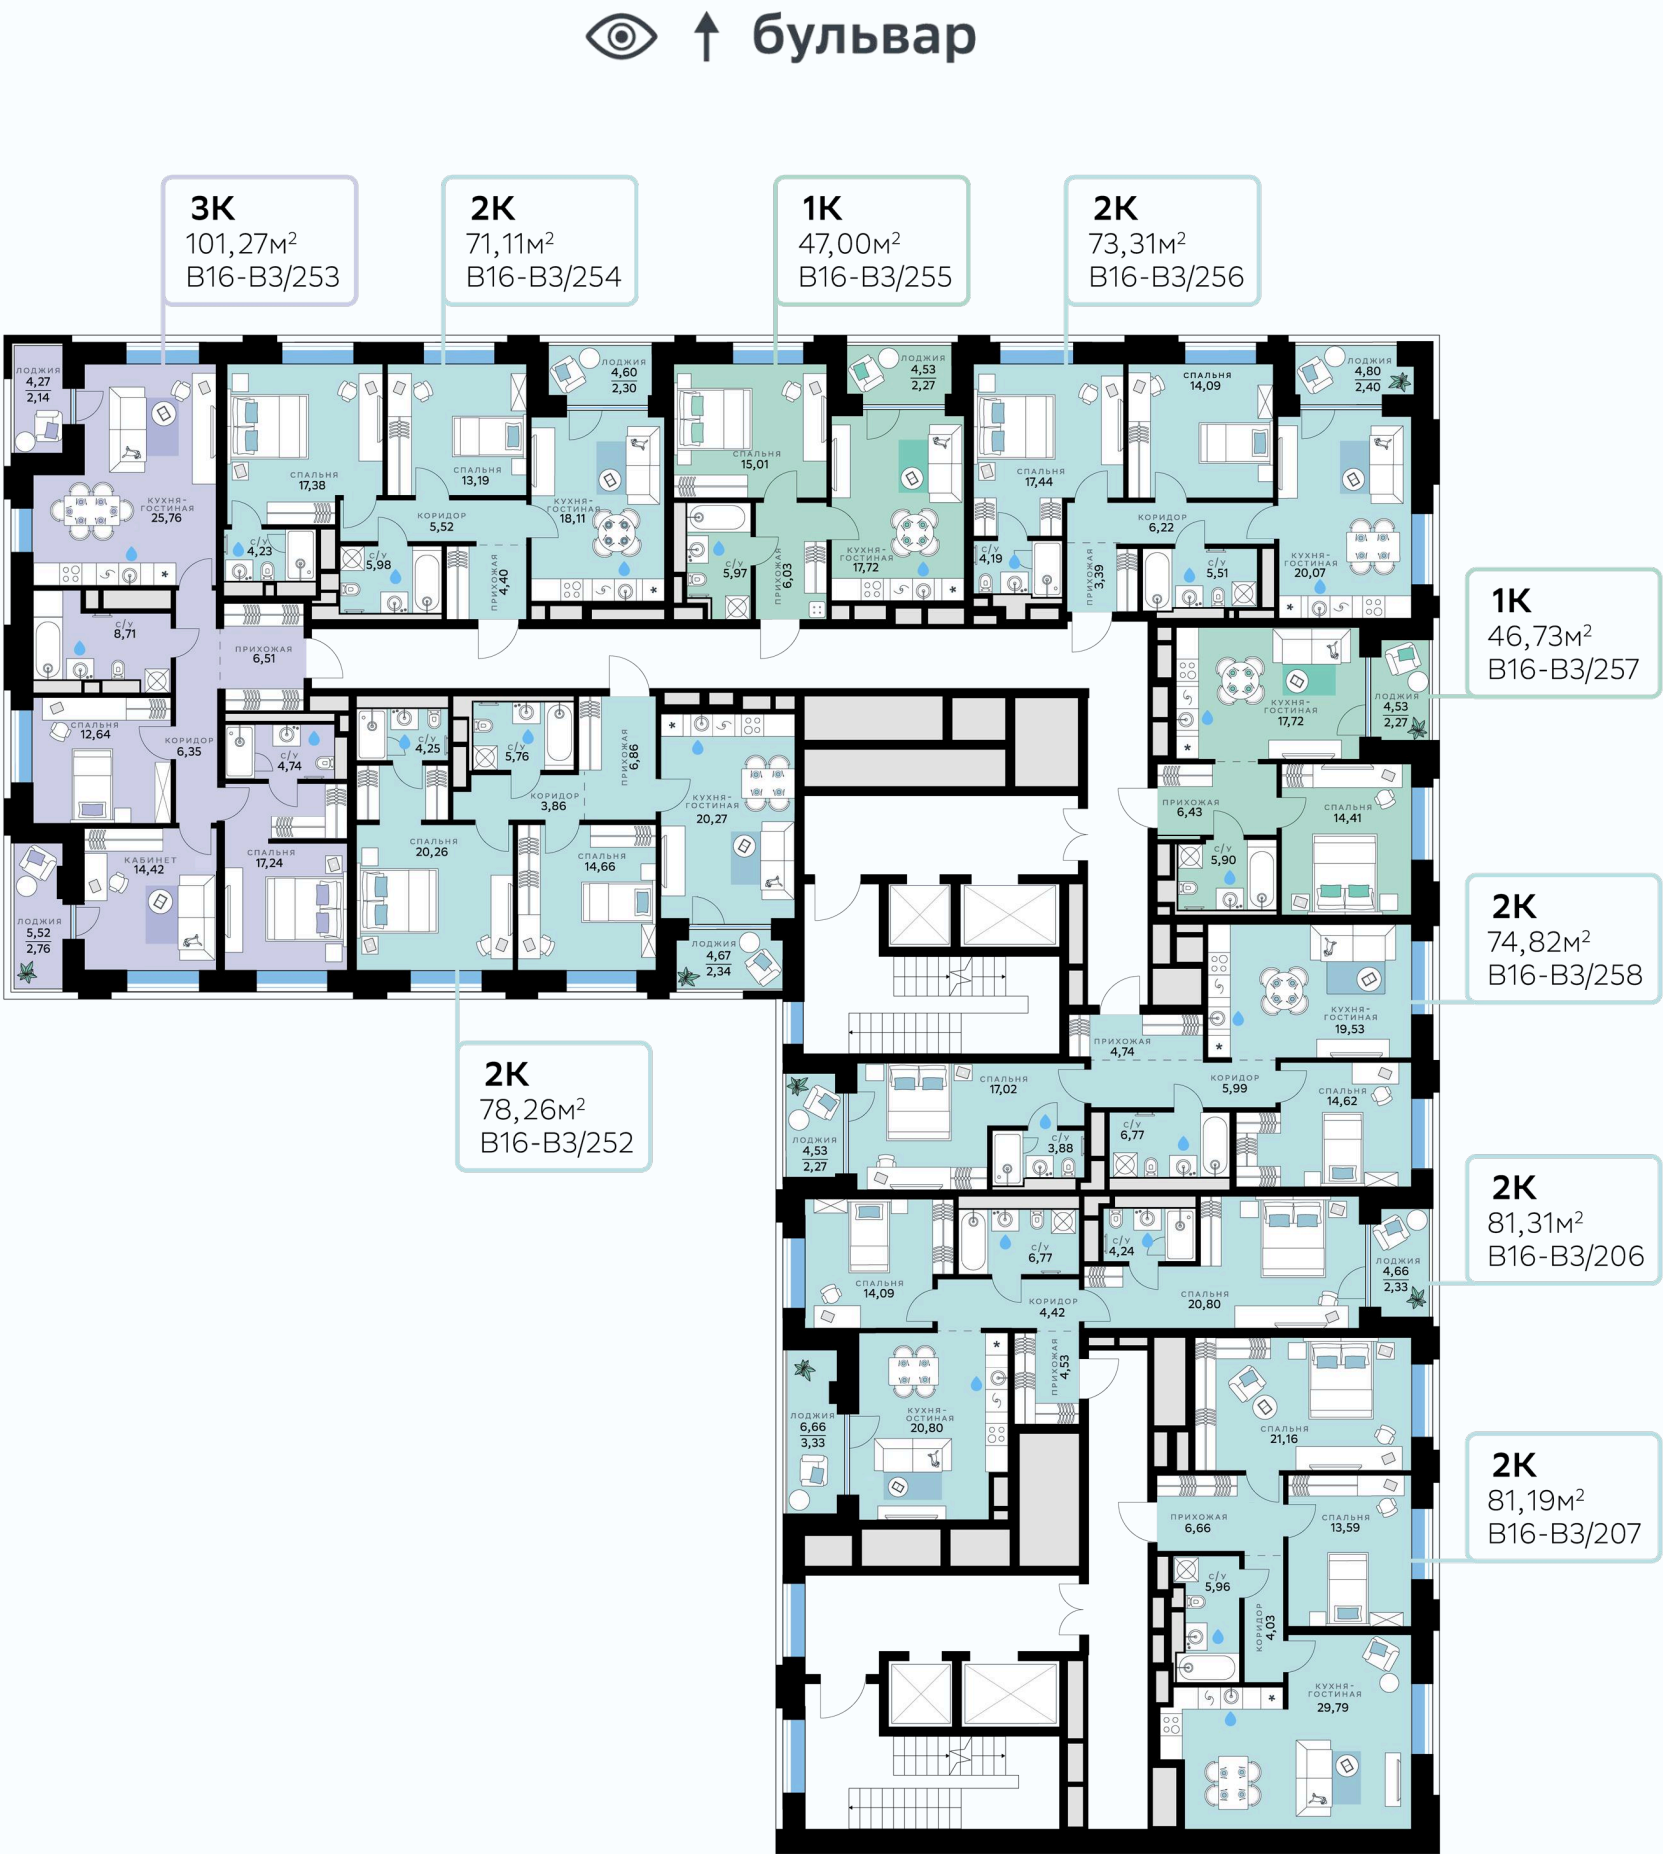 бульвар
3К
101,27м²
В16-В3/253
2К
71,11м²
В16-В3/254
1К
47,00м²
В16-В3/255
2К
73,31м²
В16-В3/256
ЛОДЖИЯ
4,27
2,14
КУХНЯ-
ГОСТИНАЯ
25,76
С/У
8,71
ПРИХОЖАЯ
6,51
СПАЛЬНЯ
12,64
КОРИДОР
6,35
С/У
4,74
КАБИНЕТ
14,42
СПАЛЬНЯ
17,24
ЛОДЖИЯ
5,52
2,76
СПАЛЬНЯ
17,38
СПАЛЬНЯ
13,19
ЛОДЖИЯ
4,60
2,30
КОРИДОР
5,52
КУХНЯ-
ГОСТИНАЯ
18,11
С/У
4,23
С/У
5,98
ПРИХОЖАЯ
4,40
СПАЛЬНЯ
15,01
ЛОДЖИЯ
4,53
2,27
С/У
5,97
ПРИХОЖАЯ
6,03
КУХНЯ-
ГОСТИНАЯ
17,72
СПАЛЬНЯ
17,44
СПАЛЬНЯ
14,09
ЛОДЖИЯ
4,80
2,40
КОРИДОР
6,22
С/У
4,19
ПРИХОЖАЯ
3,39
С/У
5,51
КУХНЯ-
ГОСТИНАЯ
20,07
1К
46,73м²
В16-В3/257
КУХНЯ-
ГОСТИНАЯ
17,72
ЛОДЖИЯ
4,53
2,27
ПРИХОЖАЯ
6,43
СПАЛЬНЯ
14,41
С/У
5,90
С/У
4,25
С/У
5,76
ПРИХОЖАЯ
6,86
КОРИДОР
3,86
КУХНЯ-
ГОСТИНАЯ
20,27
СПАЛЬНЯ
20,26
СПАЛЬНЯ
14,66
ЛОДЖИЯ
4,67
2,34
2К
78,26м²
В16-В3/252
2К
74,82м²
В16-В3/258
КУХНЯ-
ГОСТИНАЯ
19,53
ПРИХОЖАЯ
4,74
СПАЛЬНЯ
17,02
КОРИДОР
5,99
СПАЛЬНЯ
14,62
С/У
3,88
С/У
6,77
ЛОДЖИЯ
4,53
2,27
2К
81,31м²
В16-В3/206
С/У
6,77
С/У
4,24
СПАЛЬНЯ
14,09
КОРИДОР
4,42
СПАЛЬНЯ
20,80
ЛОДЖИЯ
4,66
2,33
ПРИХОЖАЯ
4,53
ЛОДЖИЯ
6,66
3,33
КУХНЯ-
ОСТИНАЯ
20,80
2К
81,19м²
В16-В3/207
СПАЛЬНЯ
21,16
ПРИХОЖАЯ
6,66
СПАЛЬНЯ
13,59
С/У
5,96
КОРИДОР
4,03
КУХНЯ-
ГОСТИНАЯ
29,79